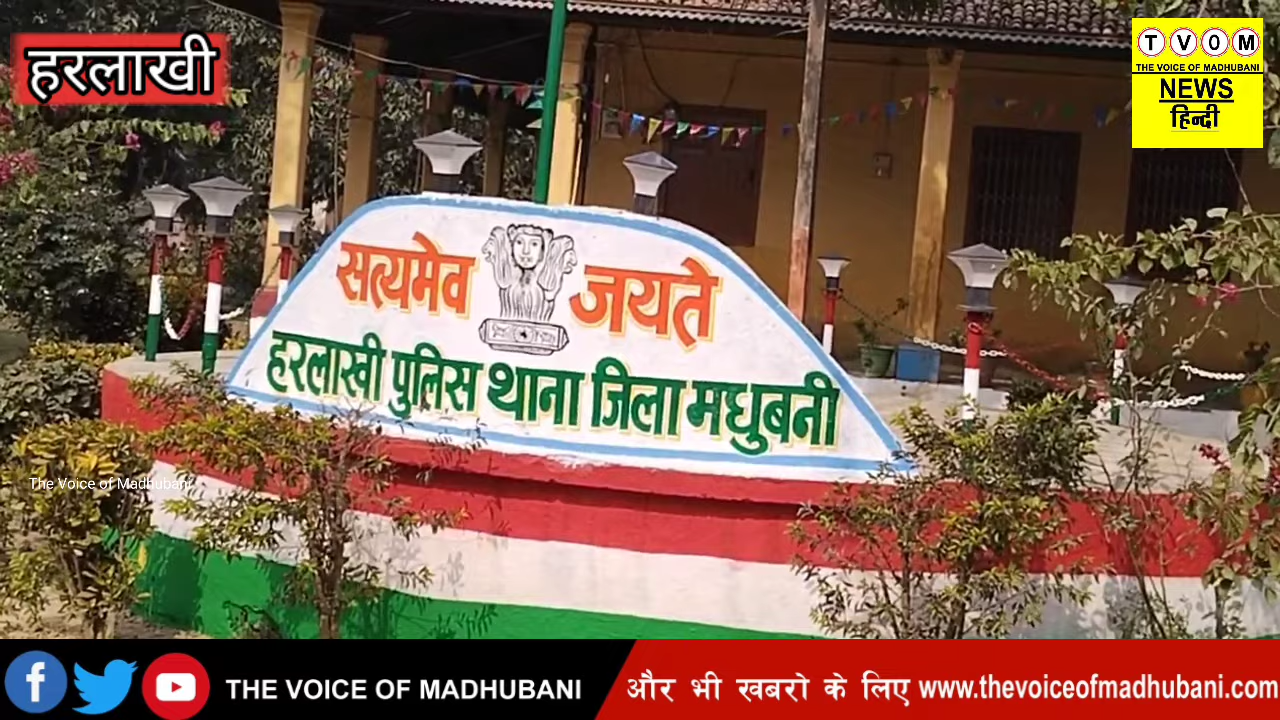 हरलाखी
T V O M
THE VOICE OF MADHUBANI
NEWS
हिन्दी
सत्यमेव जयते
हरलाखी पुलिस थाना जिला मधुबनी
The Voice of Madhubani
THE VOICE OF MADHUBANI
और भी खबरो के लिए www.thevoiceofmadhubani.com